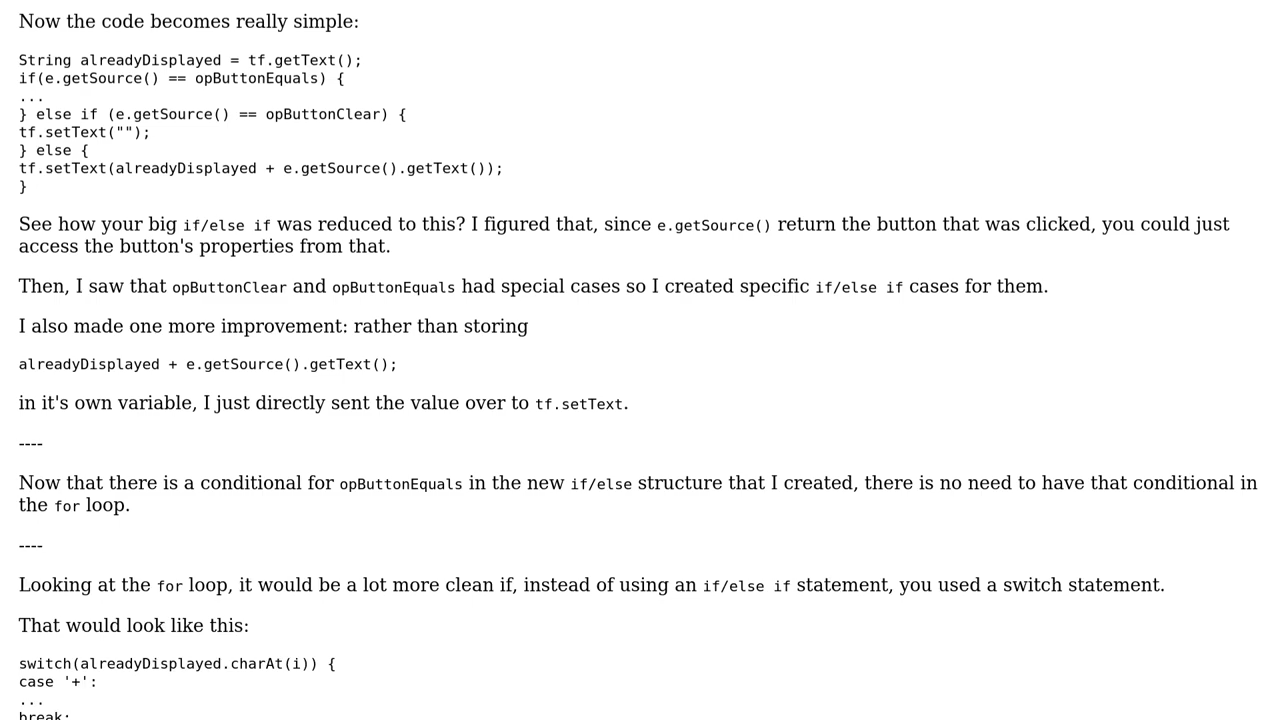 Now the code becomes really simple:
String alreadyDisplayed = tf.getText();
if(e.getSource() == opButtonEquals) {
...
} else if (e.getSource() == opButtonClear) {
tf.setText("");
} else {
tf.setText(alreadyDisplayed + e.getSource().getText());
}
See how your big if/else if was reduced to this? I figured that, since e.getSource() return the button that was clicked, you could just
access the button's properties from that.
Then, I saw that opButtonClear and opButtonEquals had special cases so I created specific if/else if cases for them.
I also made one more improvement: rather than storing
alreadyDisplayed + e.getSource().getText();
in it's own variable, I just directly sent the value over to tf.setText.
----
Now that there is a conditional for opButtonEquals in the new if/else structure that I created, there is no need to have that conditional in
the for loop.
----
Looking at the for loop, it would be a lot more clean if, instead of using an if/else if statement, you used a switch statement.
That would look like this:
switch(alreadyDisplayed.charAt(i)) {
case '+':
...
break;